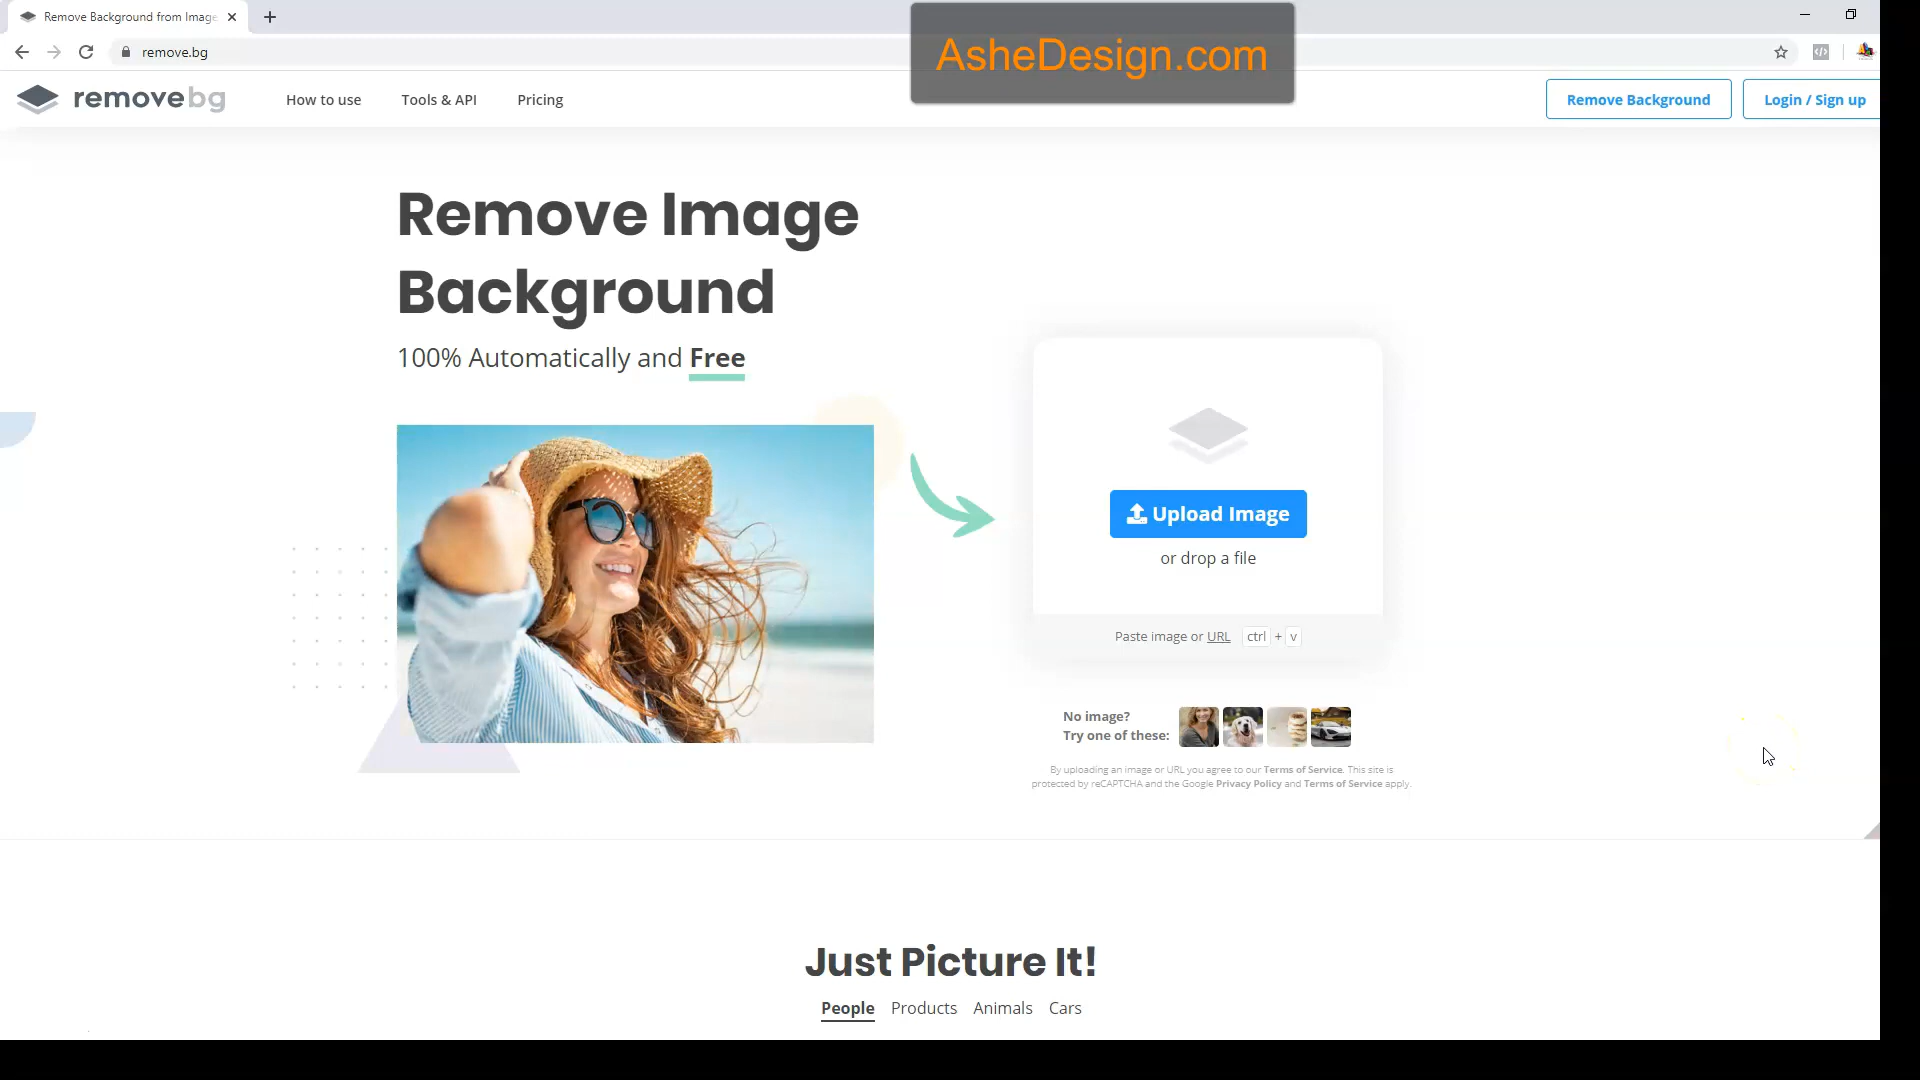 Remove Background from Image
AsheDesign.com
remove.bg
removebg
How to use
Tools & API
Pricing
Remove Background
Login / Sign up
Remove Image
Background
100% Automatically and Free
Upload Image
or drop a file
Paste image or URL ctrl + v
No image?
Try one of these:
By uploading an image or URL you agree to our Terms of Service. This site is
protected by reCAPTCHA and the Google Privacy Policy and Terms of Service apply.
Just Picture It!
People Products Animals Cars